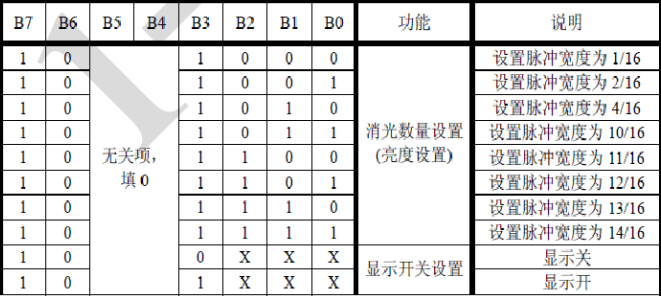 B7 B6 B5 B4 B3 B2 B1 B0 功能 说明
1 0 1 0 0 0 设置脉冲宽度为 1/16
1 0 1 0 0 1 设置脉冲宽度为 2/16
1 0 1 0 1 0 设置脉冲宽度为 4/16
1 0 1 0 1 1 消光数量设置 设置脉冲宽度为 10/16
1 0 无关项， 1 1 0 0 (亮度设置) 设置脉冲宽度为 11/16
1 0 填 0 1 1 0 1 设置脉冲宽度为 12/16
1 0 1 1 1 0 设置脉冲宽度为 13/16
1 0 1 1 1 1 设置脉冲宽度为 14/16
1 0 0 X X X 显示开关设置 显示关
1 0 1 X X X 显示开